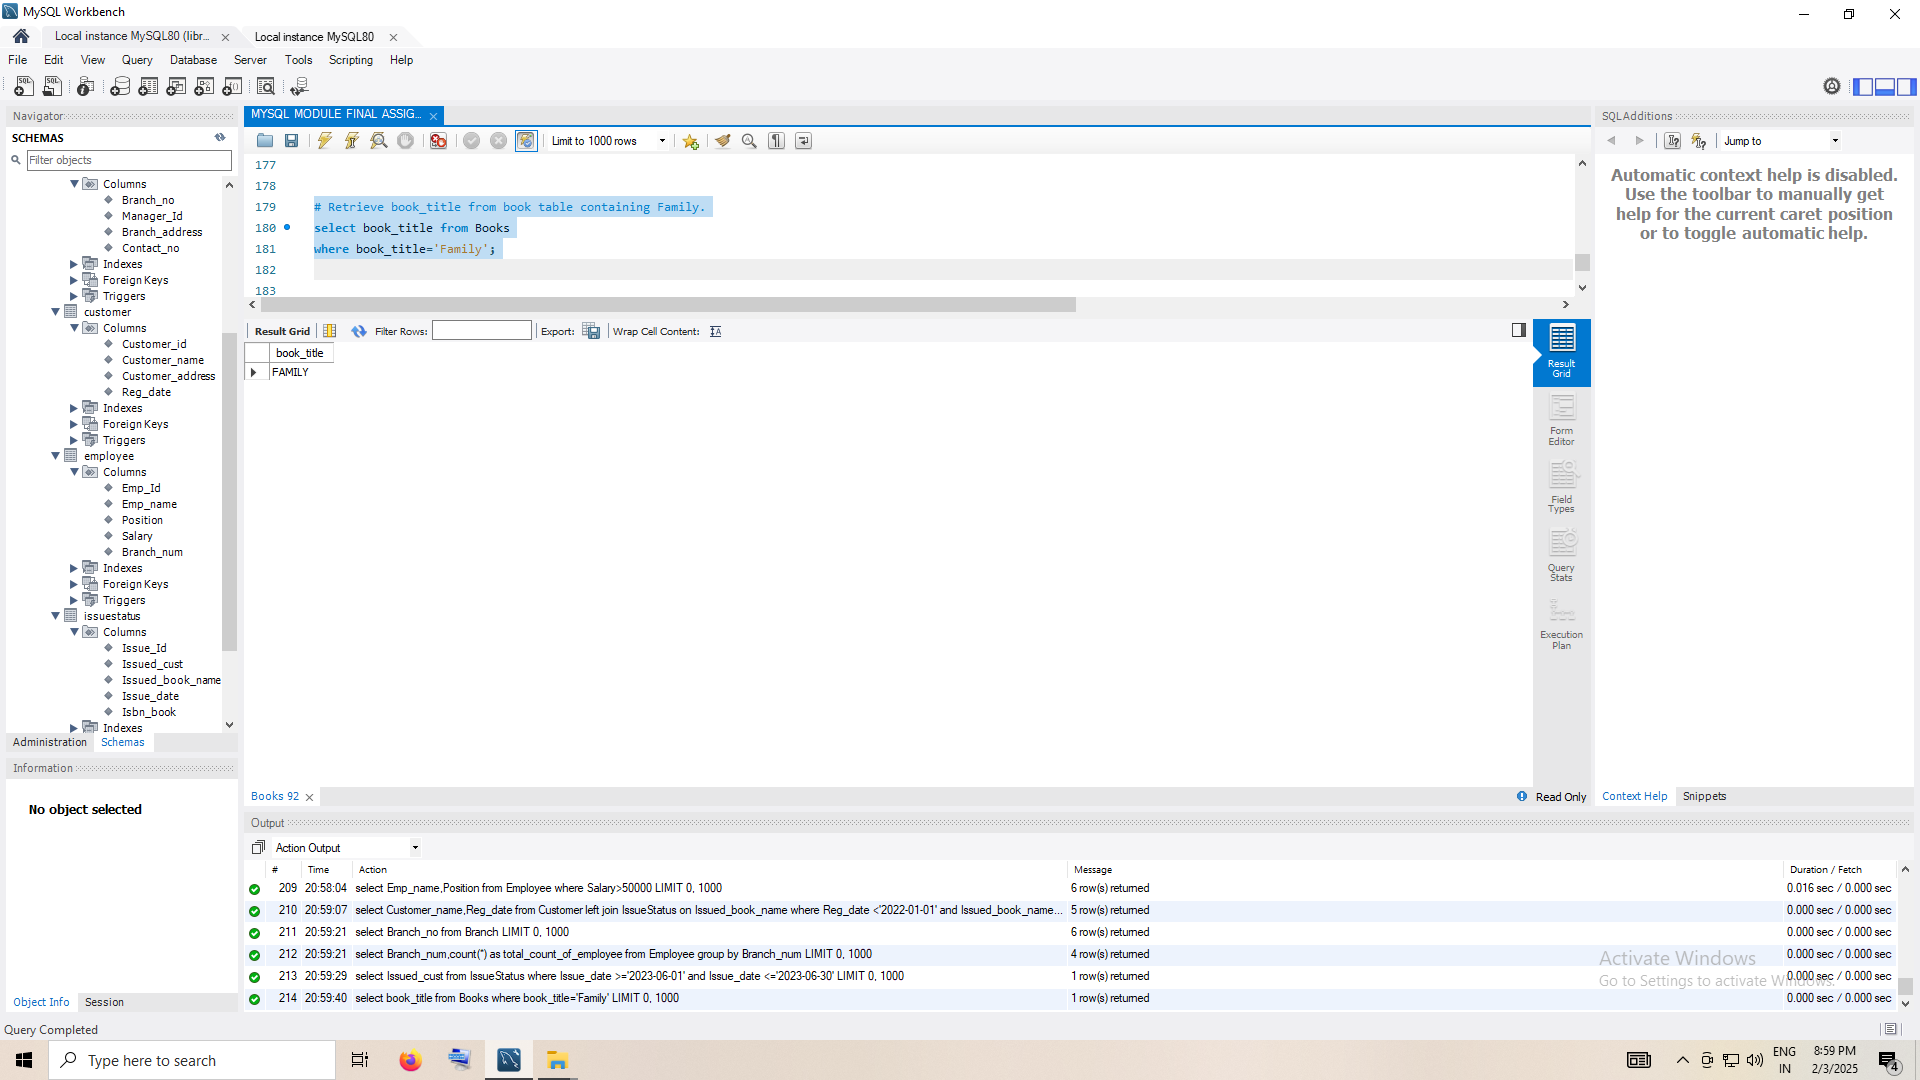 MySQL Workbench
Local instance MySQL80 (libr...
Local instance MySQL80
File Edit View Query Database Server Tools Scripting Help
Navigator
SCHEMAS
Filter objects
Columns
Branch_no
Manager_Id
Branch_address
Contact_no
Indexes
Foreign Keys
Triggers
customer
Columns
Customer_id
Customer_name
Customer_address
Reg_date
Indexes
Foreign Keys
Triggers
employee
Columns
Emp_Id
Emp_name
Position
Salary
Branch_num
Indexes
Foreign Keys
Triggers
issuestatus
Columns
Issue_Id
Issued_cust
Issued_book_name
Issue_date
Isbn_book
Indexes
Administration Schemas
Information
No object selected
Object Info Session
MYSQL MODULE FINAL ASSIG...
Limit to 1000 rows
177
178
179 # Retrieve book_title from book table containing Family.
180 select book_title from Books
181 where book_title='Family';
182
183
Result Grid Filter Rows: Export: Wrap Cell Content:
book_title
FAMILY
Result Grid
Form Editor
Field Types
Query Stats
Execution Plan
Books 92
Read Only
SQLAdditions
Jump to
Automatic context help is disabled.
Use the toolbar to manually get
help for the current caret position
or to toggle automatic help.
Context Help Snippets
Output
Action Output
# Time Action Message Duration / Fetch
209 20:58:04 select Emp_name,Position from Employee where Salary>50000 LIMIT 0, 1000 6 row(s) returned 0.016 sec / 0.000 sec
210 20:59:07 select Customer_name,Reg_date from Customer left join IssueStatus on Issued_book_name where Reg_date <'2022-01-01' and Issued_book_name... 5 row(s) returned 0.000 sec / 0.000 sec
211 20:59:21 select Branch_no from Branch LIMIT 0, 1000 6 row(s) returned 0.000 sec / 0.000 sec
212 20:59:21 select Branch_num,count(*) as total_count_of_employee from Employee group by Branch_num LIMIT 0, 1000 4 row(s) returned 0.000 sec / 0.000 sec
213 20:59:29 select Issued_cust from IssueStatus where Issue_date >='2023-06-01' and Issue_date <='2023-06-30' LIMIT 0, 1000 1 row(s) returned 0.000 sec / 0.000 sec
214 20:59:40 select book_title from Books where book_title='Family' LIMIT 0, 1000 1 row(s) returned 0.000 sec / 0.000 sec
Activate Windows
Go to Settings to activate Windows.
Query Completed
Type here to search
ENG
IN
8:59 PM
2/3/2025
4